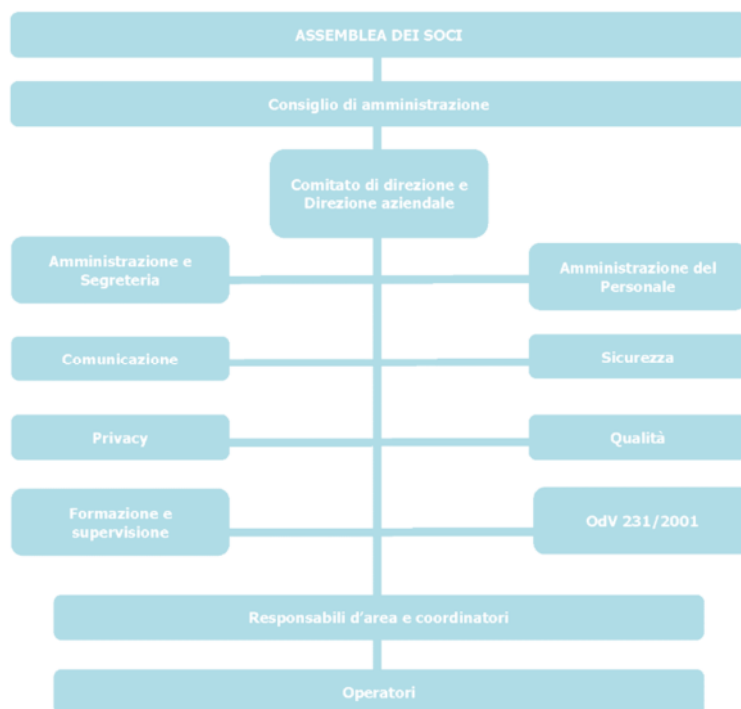 ASSEMBLEA DEI SOCI
Consiglio di amministrazione
Comitato di direzione e
Direzione aziendale
Amministrazione e
Segreteria
Amministrazione del
Personale
Comunicazione
Sicurezza
Privacy
Qualità
Formazione e
supervisione
OdV 231/2001
Responsabili d'area e coordinatori
Operatori